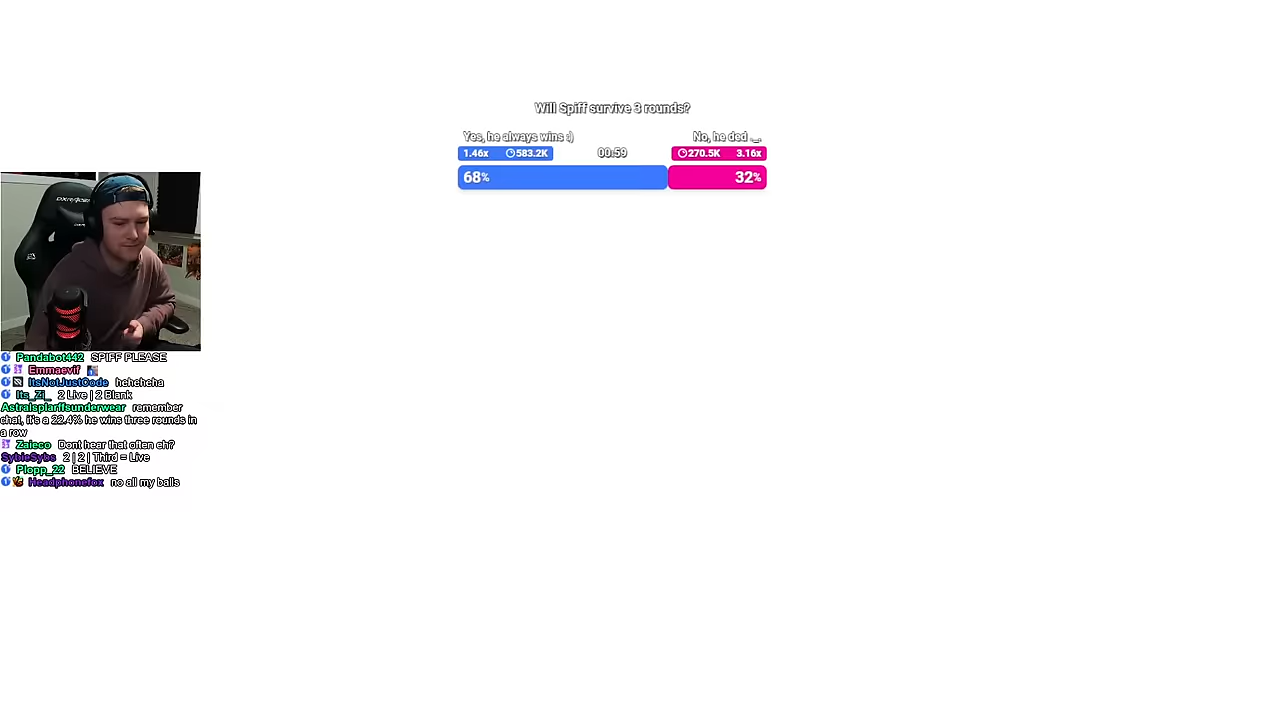 Will Spiff survive 3 rounds?
Yes, he always wins :) No, he ded ._.
1.46x 583.2K 00:59 270.5K 3.16x
68% 32%
Pandabot442 SPIFF PLEASE
Emmaevif
ItsNotJustCode heheheha
Its_Zi_ 2 Live | 2 Blank
Astralsplarffsunderwear remember
chat, it's a 22.4% he wins three rounds in
a row
Zaieco Dont hear that often eh?
SybieSybs 2 | 2 | Third = Live
Plopp_22 BELIEVE
Headphonefox no all my balls